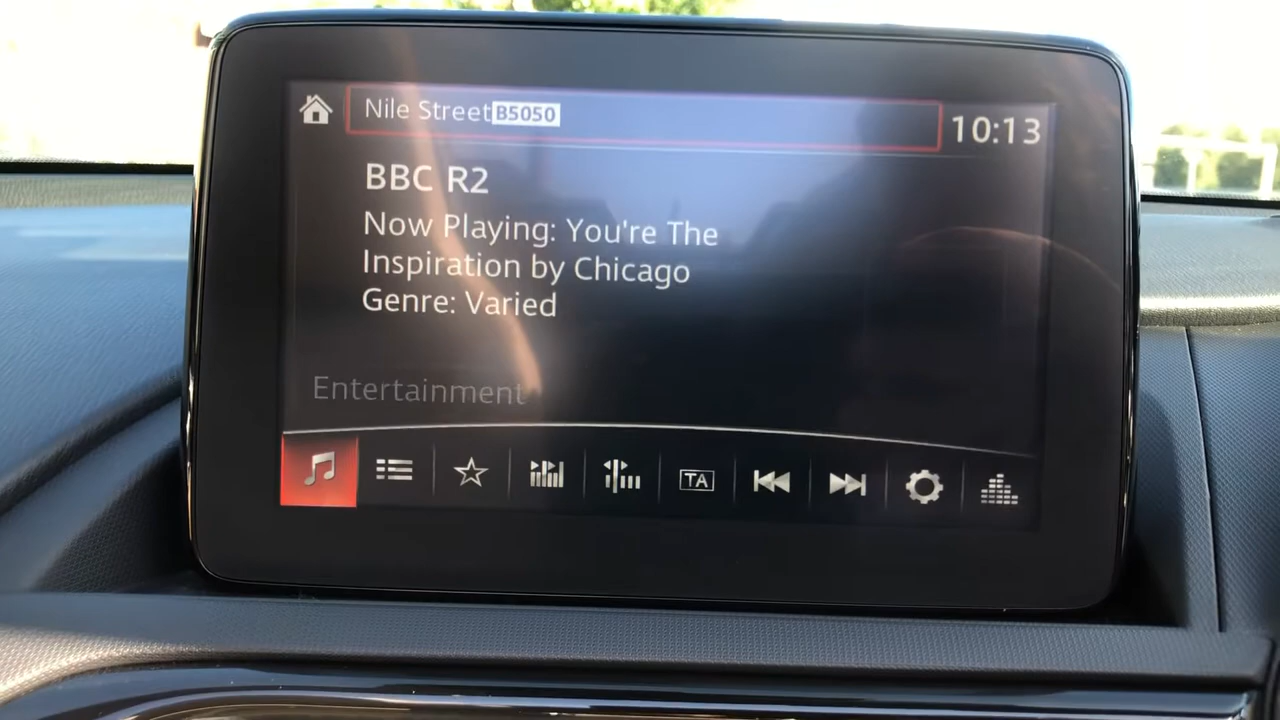 Nile Street B5050
10:13
BBC R2
Now Playing: You're The
Inspiration by Chicago
Genre: Varied
Entertainment
TA